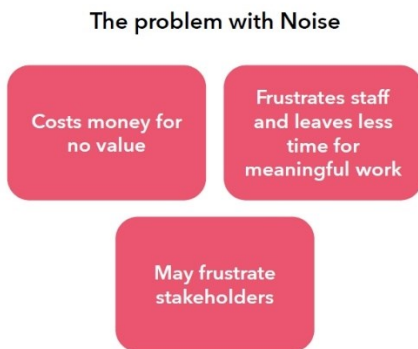 The problem with Noise
Costs money for
no value
Frustrates staff
and leaves less
time for
meaningful work
May frustrate
stakeholders